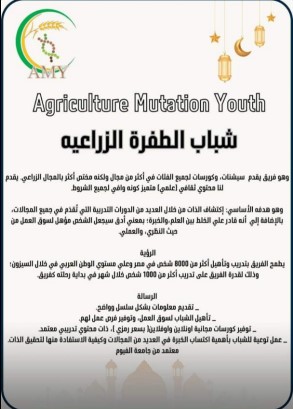 AMY
Agriculture Mutation Youth
شباب الطفرة الزراعيه
وهو فريق يقدم سيشنات، وكورسات لجميع الفئات في أكثر من مجال ولكنه مختص أكثر بالمجال الزراعي. يقدم
لنا محتوي ثقافي (علمي) متميز كونه وافي لجميع الشروط.
وهو هدفه الأساسي: إكتشاف الذات من خلال العديد من الدورات التدريبية التي تُقدَم في جميع المجالات،
بالإضافة إلي أنه قادر علي الخلط بين العلم والخبرة؛ بمعني أدق سيجعل الشخص مؤهل لسوق العمل من
حيث النظري، والعملي.
الرؤية
يطمح الفريق بتدريب وتأهيل أكثر من 8000 شخص في مصر وعلي مستوي الوطن العربي في خلال السيزون؛
وذلك لقدرة الفريق على تدريب أكثر من 1000 شخص خلال شهر في بداية رحلته كفريق.
الرسالة
_ تقديم معلومات بشكل سلسل وواضح.
_ تأهيل الشباب لسوق العمل، وتوفير فرص عمل لهم.
_ توفير كورسات مجانية اونلاين واوفلاين( بسعر رمزي )، ذات محتوي تدريبي معتمد.
_ عمل توعية للشباب بأهمية اكتساب الخبرة في العديد من المجالات وكيفية الاستفادة منها لتحقيق الذات.
معتمد من جامعة الفيوم